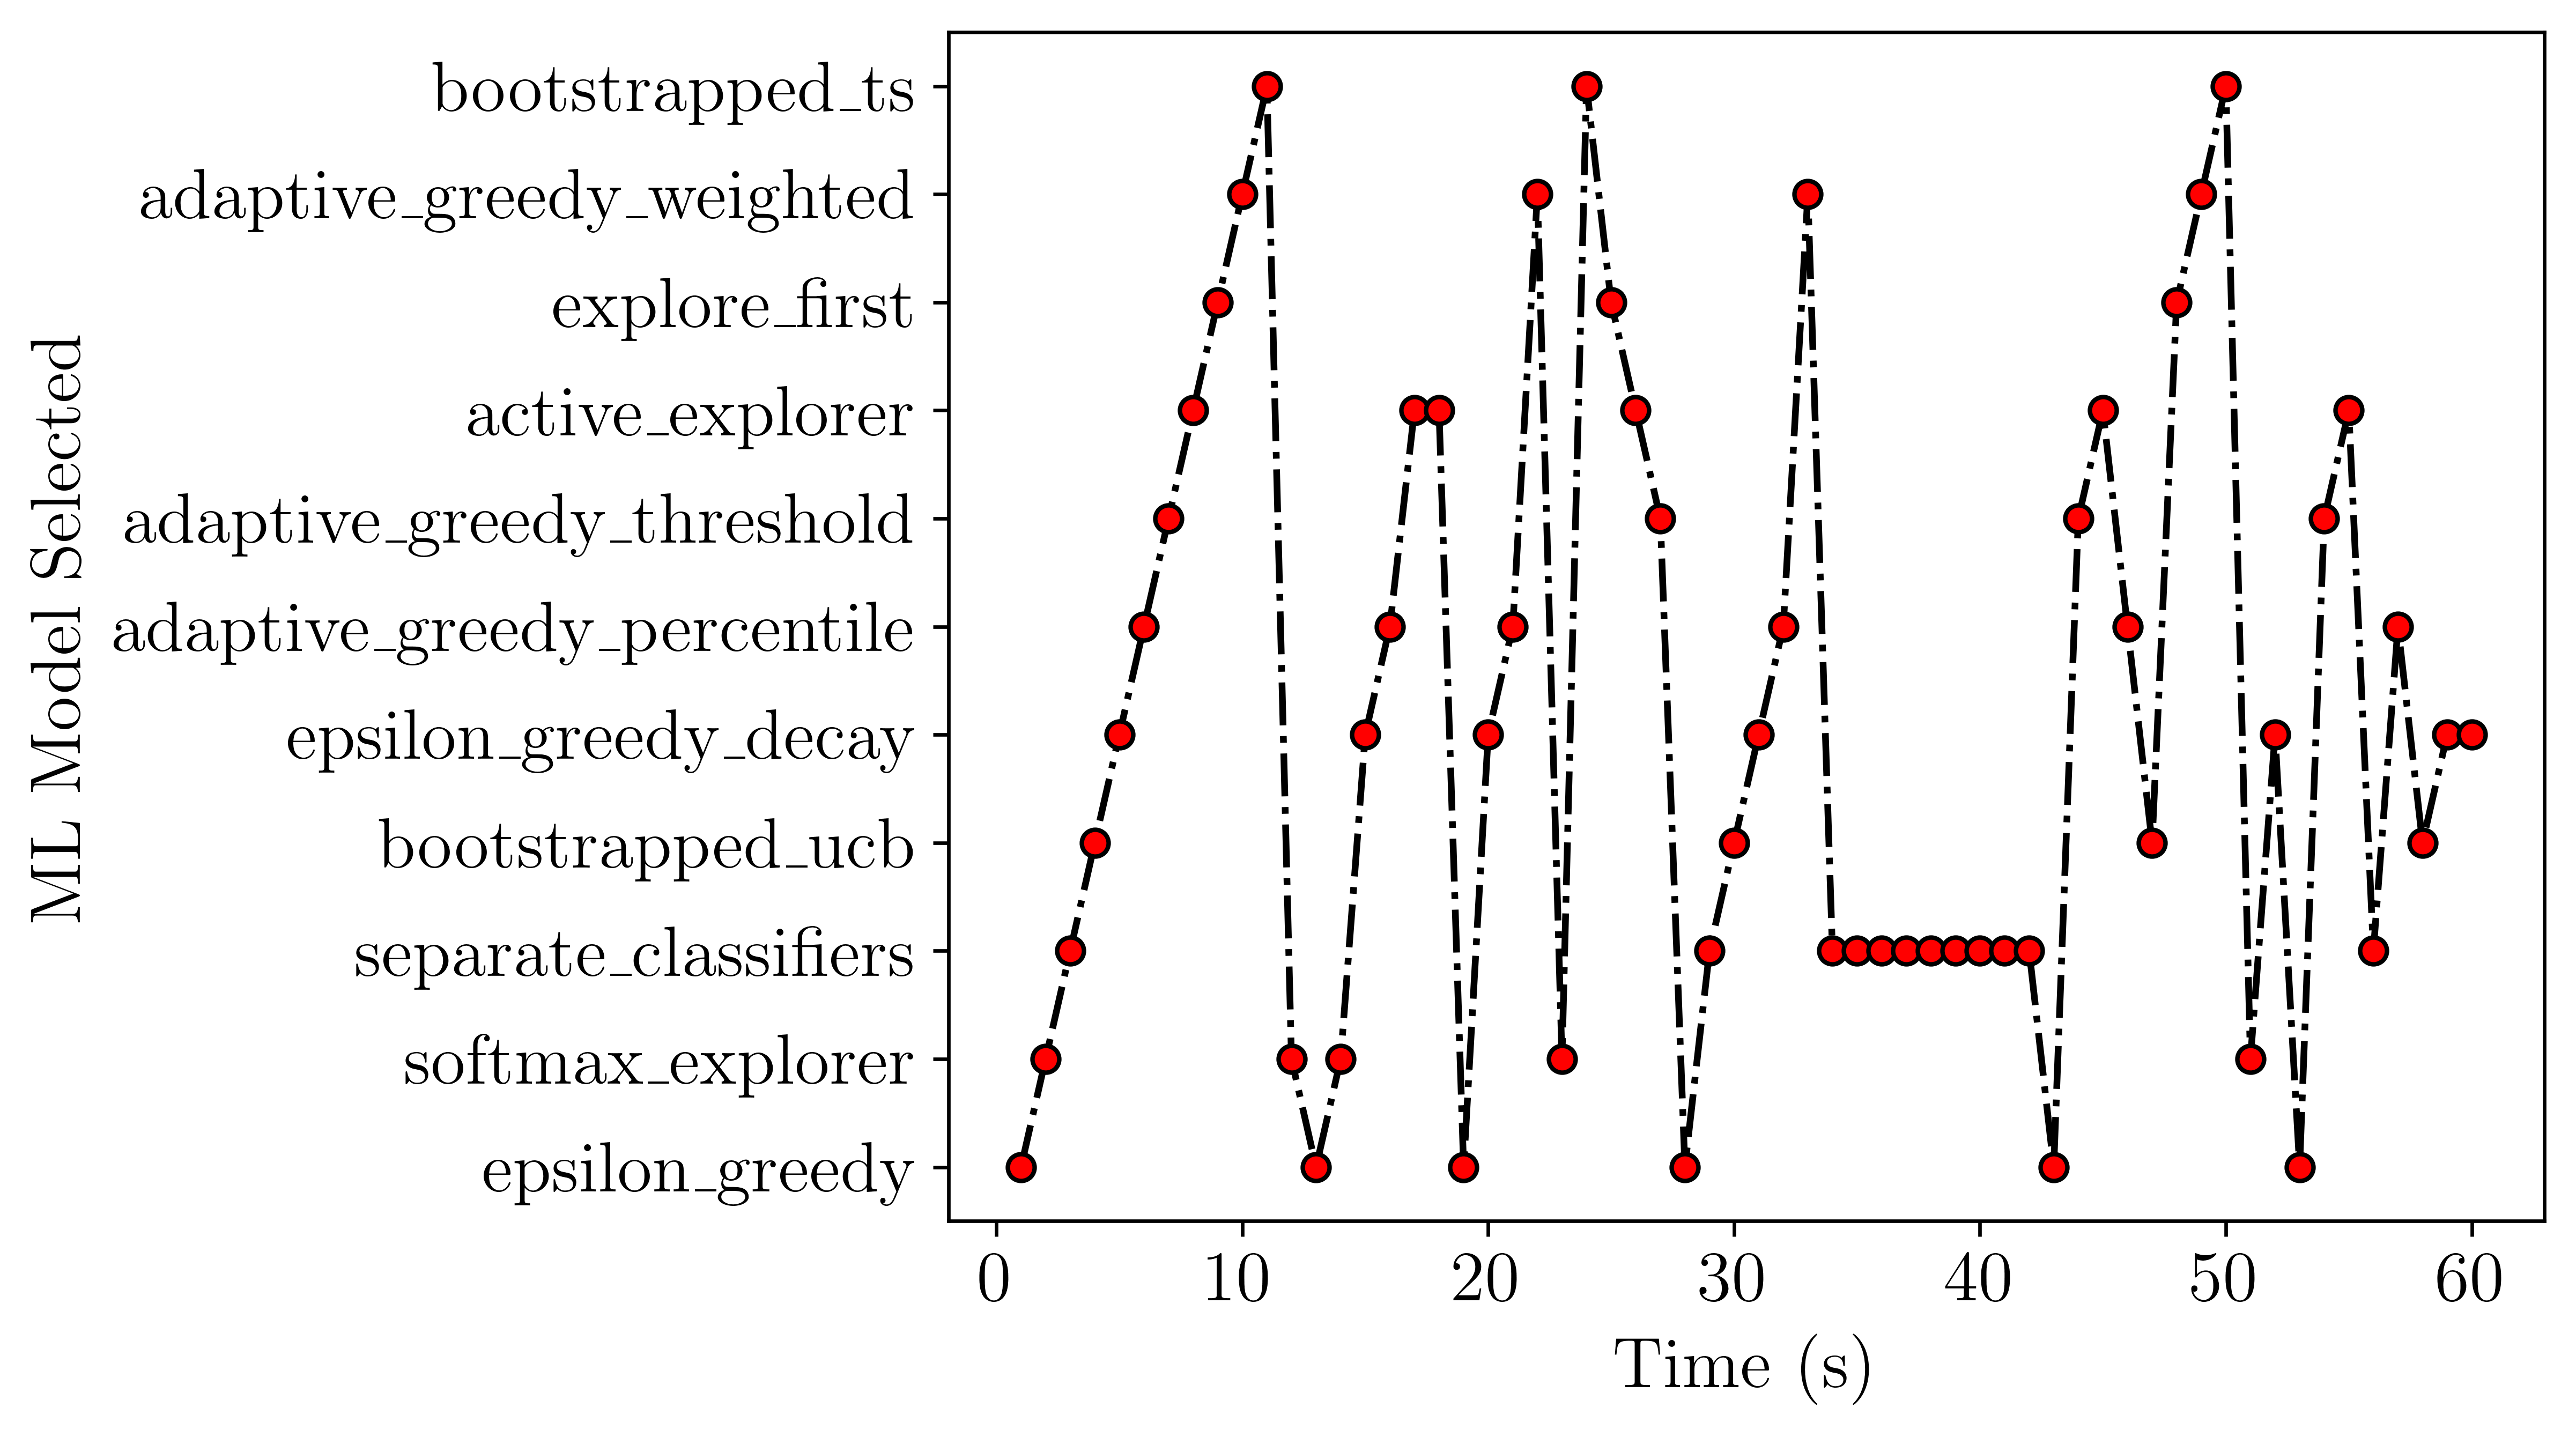 ML Model Selected
bootstrapped_ts
adaptive_greedy_weighted
explore_first
active_explorer
adaptive_greedy_threshold
adaptive_greedy_percentile
epsilon_greedy_decay
bootstrapped_ucb
separate_classifiers
softmax_explorer
epsilon_greedy
0 10 20 30 40 50 60
Time (s)